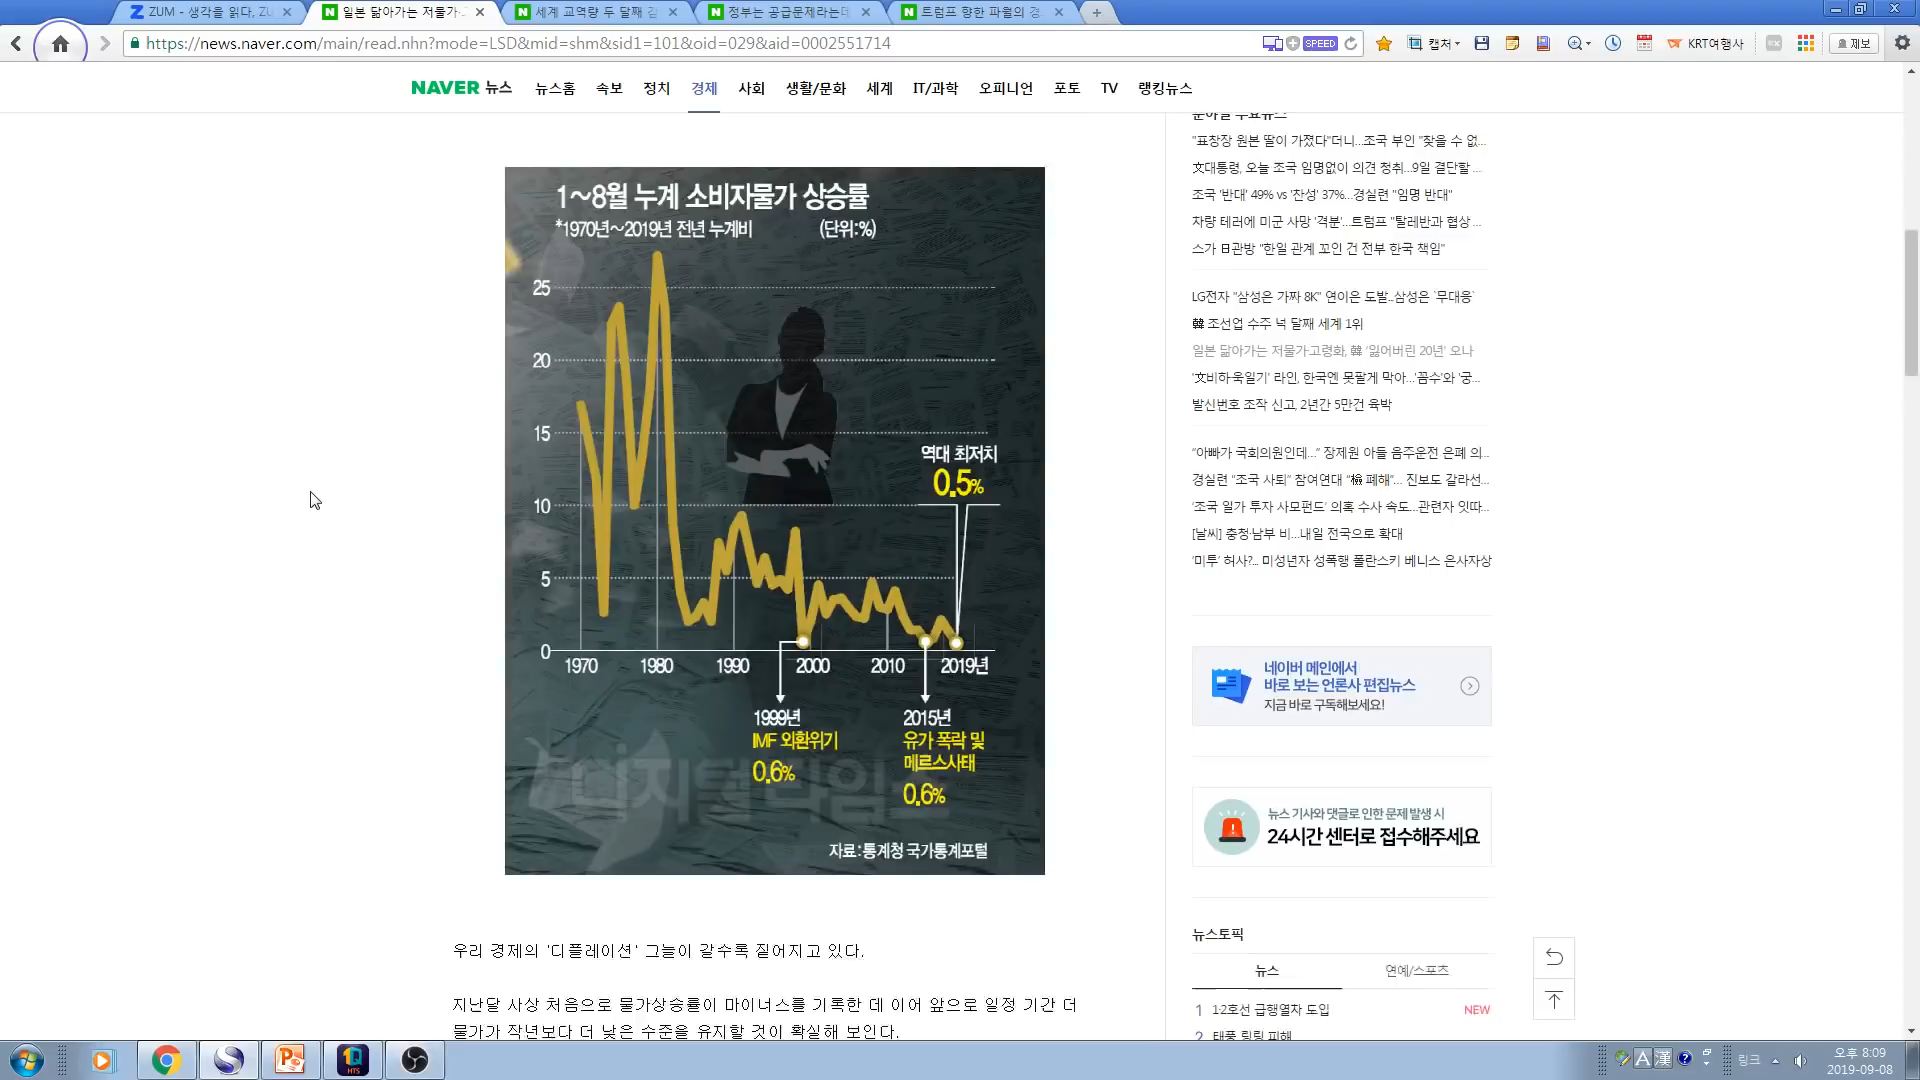 ZUM - 생각을 읽다, ZU
일본 닮아가는 저물가·
세계 교역량 두 달째 감
정부는 공급문제라는데
트럼프 향한 파월의 경
https://news.naver.com/main/read.nhn?mode=LSD&mid=shm&sid1=101&oid=029&aid=0002551714
SPEED
캡처
KRT여행사
제보
NAVER 뉴스
뉴스홈
속보
정치
경제
사회
생활/문화
세계
IT/과학
오피니언
포토
TV
랭킹뉴스
1~8월 누계 소비자물가 상승률
*1970년~2019년 전년 누계비 (단위:%)
25
20
15
10
5
0
역대 최저치
0.5%
1970 1980 1990 2000 2010 2019년
1999년
IMF 외환위기
0.6%
2015년
유가 폭락 및
메르스사태
0.6%
디지털타임스
자료:통계청 국가통계포털
우리 경제의 '디플레이션' 그늘이 갈수록 짙어지고 있다.
지난달 사상 처음으로 물가상승률이 마이너스를 기록한 데 이어 앞으로 일정 기간 더
물가가 작년보다 더 낮은 수준을 유지할 것이 확실해 보인다.
"표창장 원본 딸이 가졌다"더니...조국 부인 "찾을 수 없...
文대통령, 오늘 조국 임명없이 의견 청취...9일 결단할 ...
조국 '반대' 49% vs '찬성' 37%...경실련 "임명 반대"
차량 테러에 미군 사망 '격분'...트럼프 "탈레반과 협상 ...
스가 日관방 "한일 관계 꼬인 건 전부 한국 책임"
LG전자 "삼성은 가짜 8K" 연이은 도발...삼성은 `무대응`
韓 조선업 수주 넉 달째 세계 1위
일본 닮아가는 저물가·고령화, 韓 '잃어버린 20년' 오나
'文비하·욱일기' 라인, 한국엔 못팔게 막아...'꼼수'와 '궁...
발신번호 조작 신고, 2년간 5만건 육박
“아빠가 국회의원인데...” 장제원 아들 음주운전 은폐 의...
경실련 “조국 사퇴” 참여연대 “檢 폐해”... 진보도 갈라선...
‘조국 일가 투자 사모펀드’ 의혹 수사 속도...관련자 잇따...
[날씨] 충청·남부 비...내일 전국으로 확대
‘미투’ 허사?... 미성년자 성폭행 폴란스키 베니스 은사자상
네이버 메인에서
바로 보는 언론사 편집뉴스
지금 바로 구독해보세요!
뉴스 기사와 댓글로 인한 문제 발생 시
24시간 센터로 접수해주세요
뉴스토픽
뉴스
연예/스포츠
1 1·2호선 급행열차 도입 NEW
2 태풍 링링 피해
HTS
A 漢
링크
오후 8:09
2019-09-08